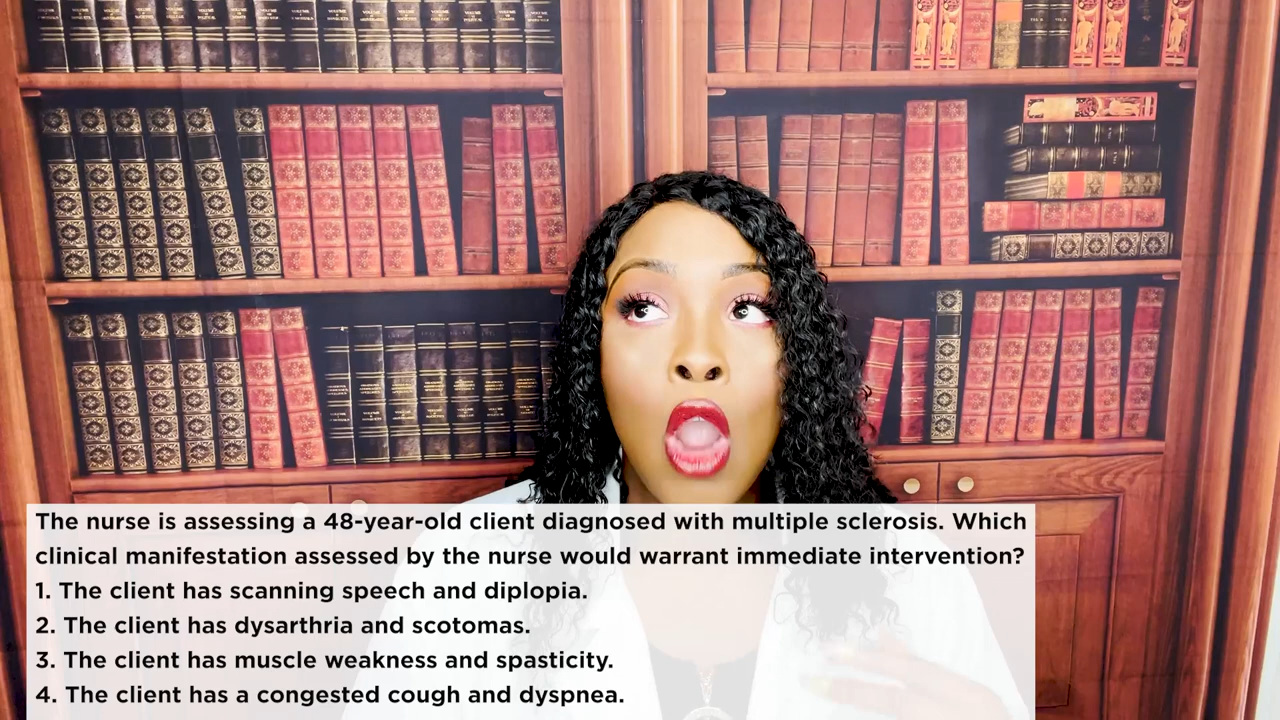 The nurse is assessing a 48-year-old client diagnosed with multiple sclerosis. Which
clinical manifestation assessed by the nurse would warrant immediate intervention?
1. The client has scanning speech and diplopia.
2. The client has dysarthria and scotomas.
3. The client has muscle weakness and spasticity.
4. The client has a congested cough and dyspnea.